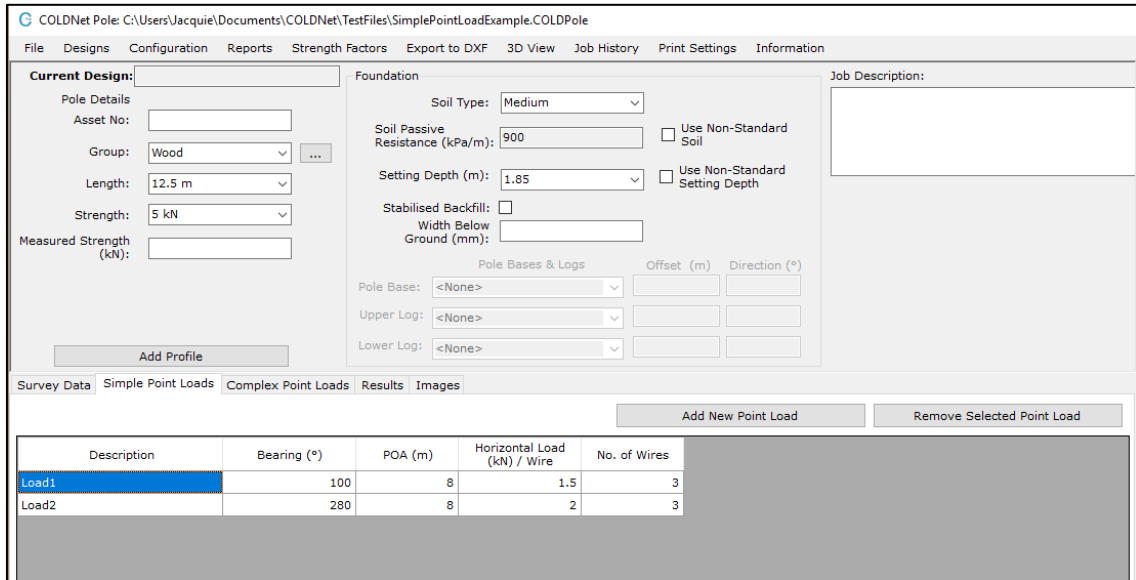 COLDNet Pole: C:\Users\Jacquie\Documents\COLDNet\TestFiles\SimplePointLoadExample.COLDPole
File Designs Configuration Reports Strength Factors Export to DXF 3D View Job History Print Settings Information
Current Design:
Pole Details
Asset No:
Group: Wood ...
Length: 12.5 m
Strength: 5 kN
Measured Strength
(kN):
Add Profile
Foundation
Soil Type: Medium
Soil Passive
Resistance (kPa/m): 900
Use Non-Standard
Soil
Setting Depth (m): 1.85
Use Non-Standard
Setting Depth
Stabilised Backfill:
Width Below
Ground (mm):
Pole Bases & Logs Offset (m) Direction (°)
Pole Base: <None>
Upper Log: <None>
Lower Log: <None>
Job Description:
Survey Data Simple Point Loads Complex Point Loads Results Images
Add New Point Load Remove Selected Point Load
Description Bearing (°) POA (m) Horizontal Load
(kN) / Wire No. of Wires
Load1 100 8 1.5 3
Load2 280 8 2 3